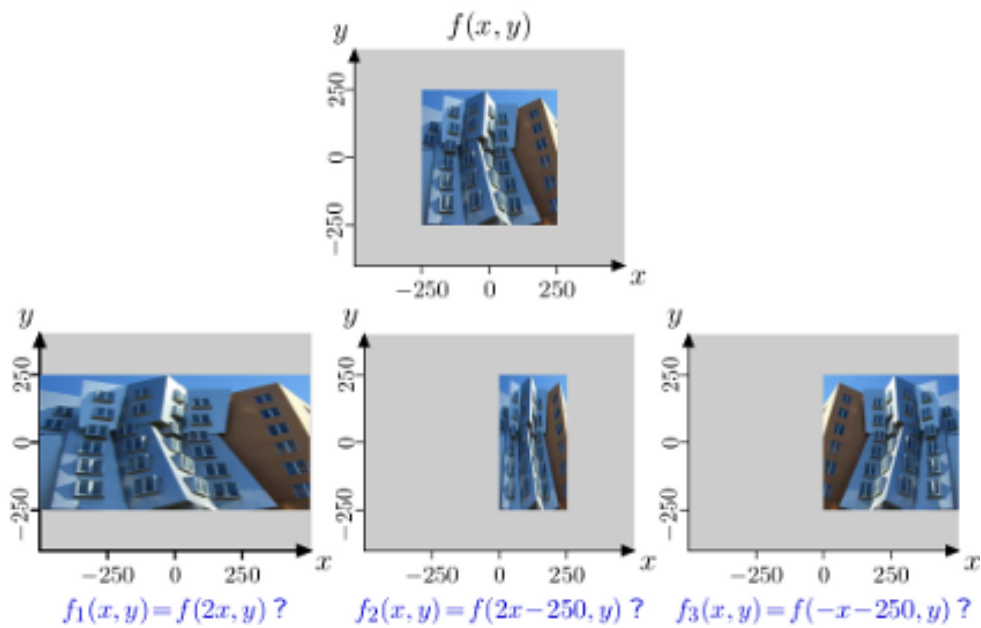 f(x, y)
y
250
0
−250
−250 0 250
x
y
250
0
−250
−250 0 250
x
f₁(x, y) = f(2x, y) ?
y
250
0
−250
−250 0 250
x
f₂(x, y) = f(2x−250, y) ?
y
250
0
−250
−250 0 250
x
f₃(x, y) = f(−x−250, y) ?